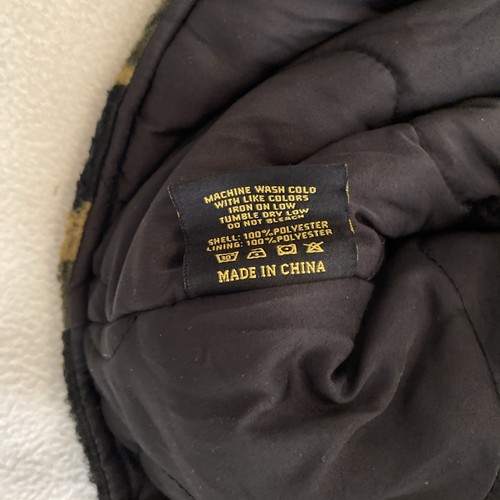 MACHINE WASH COLD
WITH LIKE COLORS
IRON ON LOW
TUMBLE DRY LOW
DO NOT BLEACH
SHELL: 100%POLYESTER
LINING: 100%POLYESTER
30°
MADE IN CHINA